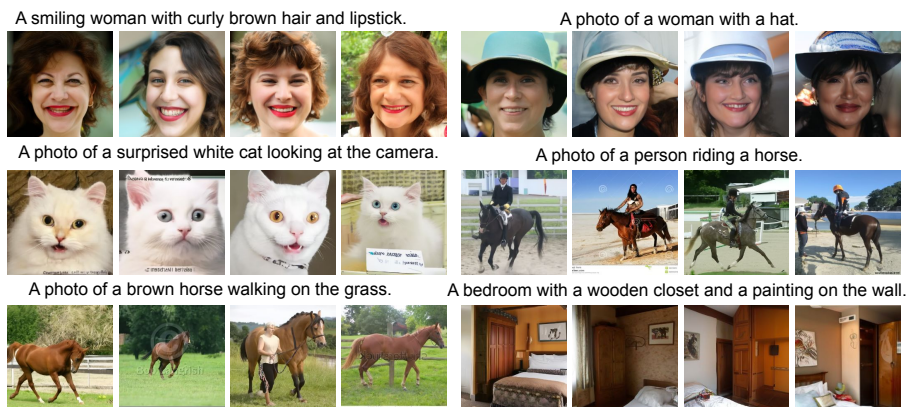 A smiling woman with curly brown hair and lipstick.
A photo of a woman with a hat.
A photo of a surprised white cat looking at the camera.
A photo of a person riding a horse.
A photo of a brown horse walking on the grass.
A bedroom with a wooden closet and a painting on the wall.